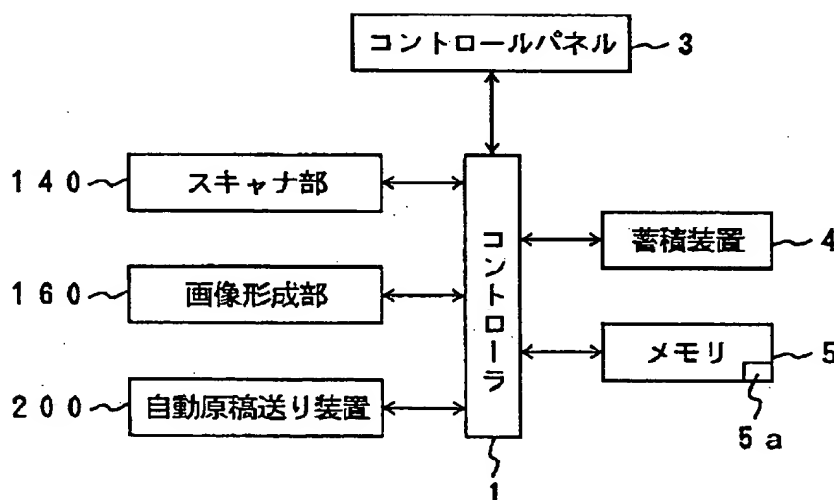 コントロールパネル 3
140 スキャナ部
160 画像形成部
200 自動原稿送り装置
コントローラ
1
蓄積装置 4
メモリ 5
5a